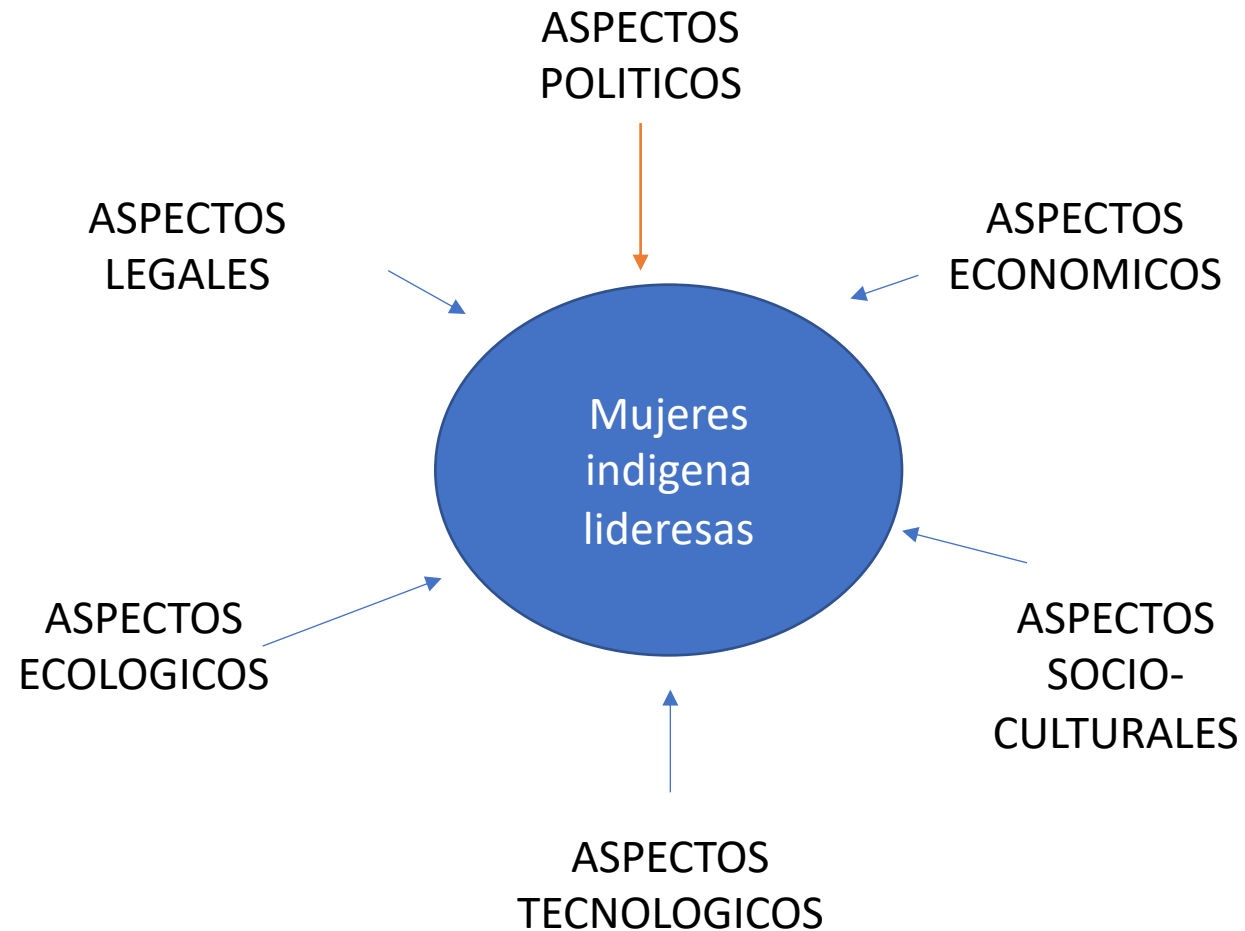 ASPECTOS
POLITICOS
ASPECTOS
LEGALES
ASPECTOS
ECONOMICOS
Mujeres
indigena
lideresas
ASPECTOS
ECOLOGICOS
ASPECTOS
SOCIO-
CULTURALES
ASPECTOS
TECNOLOGICOS